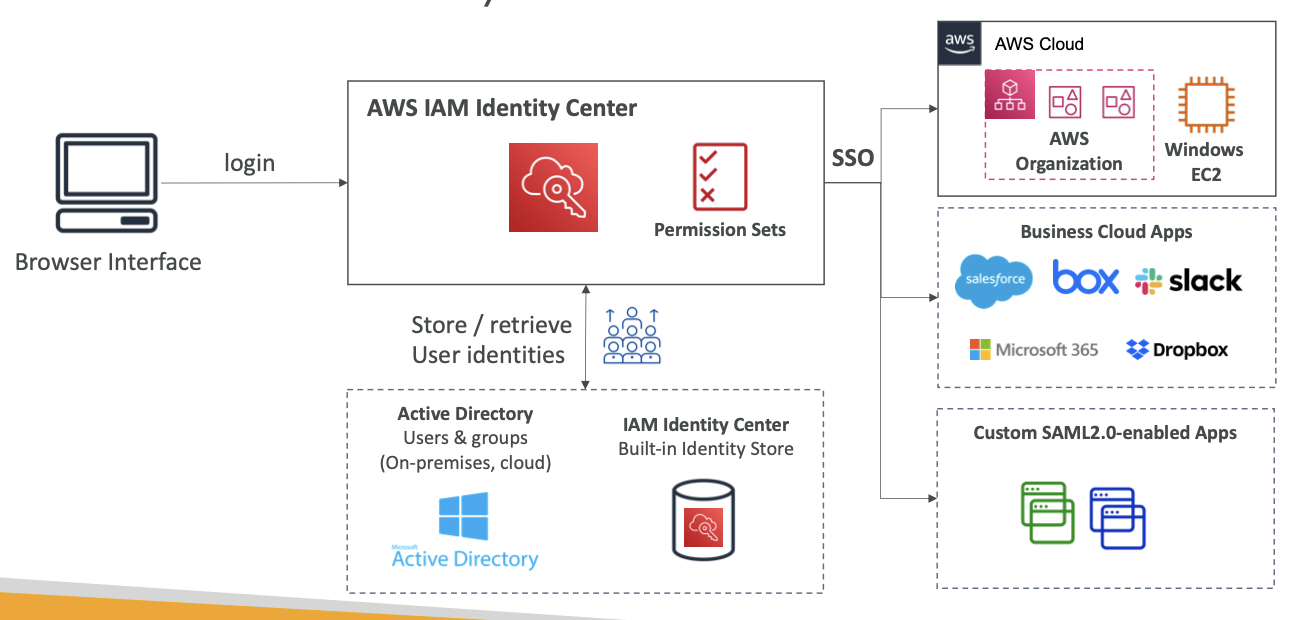 login
Browser Interface
AWS IAM Identity Center
Permission Sets
SSO
Store / retrieve
User identities
Active Directory
Users & groups
(On-premises, cloud)
Microsoft
Active Directory
IAM Identity Center
Built-in Identity Store
aws
AWS Cloud
AWS
Organization
Windows
EC2
Business Cloud Apps
salesforce
box
slack
Microsoft 365
Dropbox
Custom SAML2.0-enabled Apps